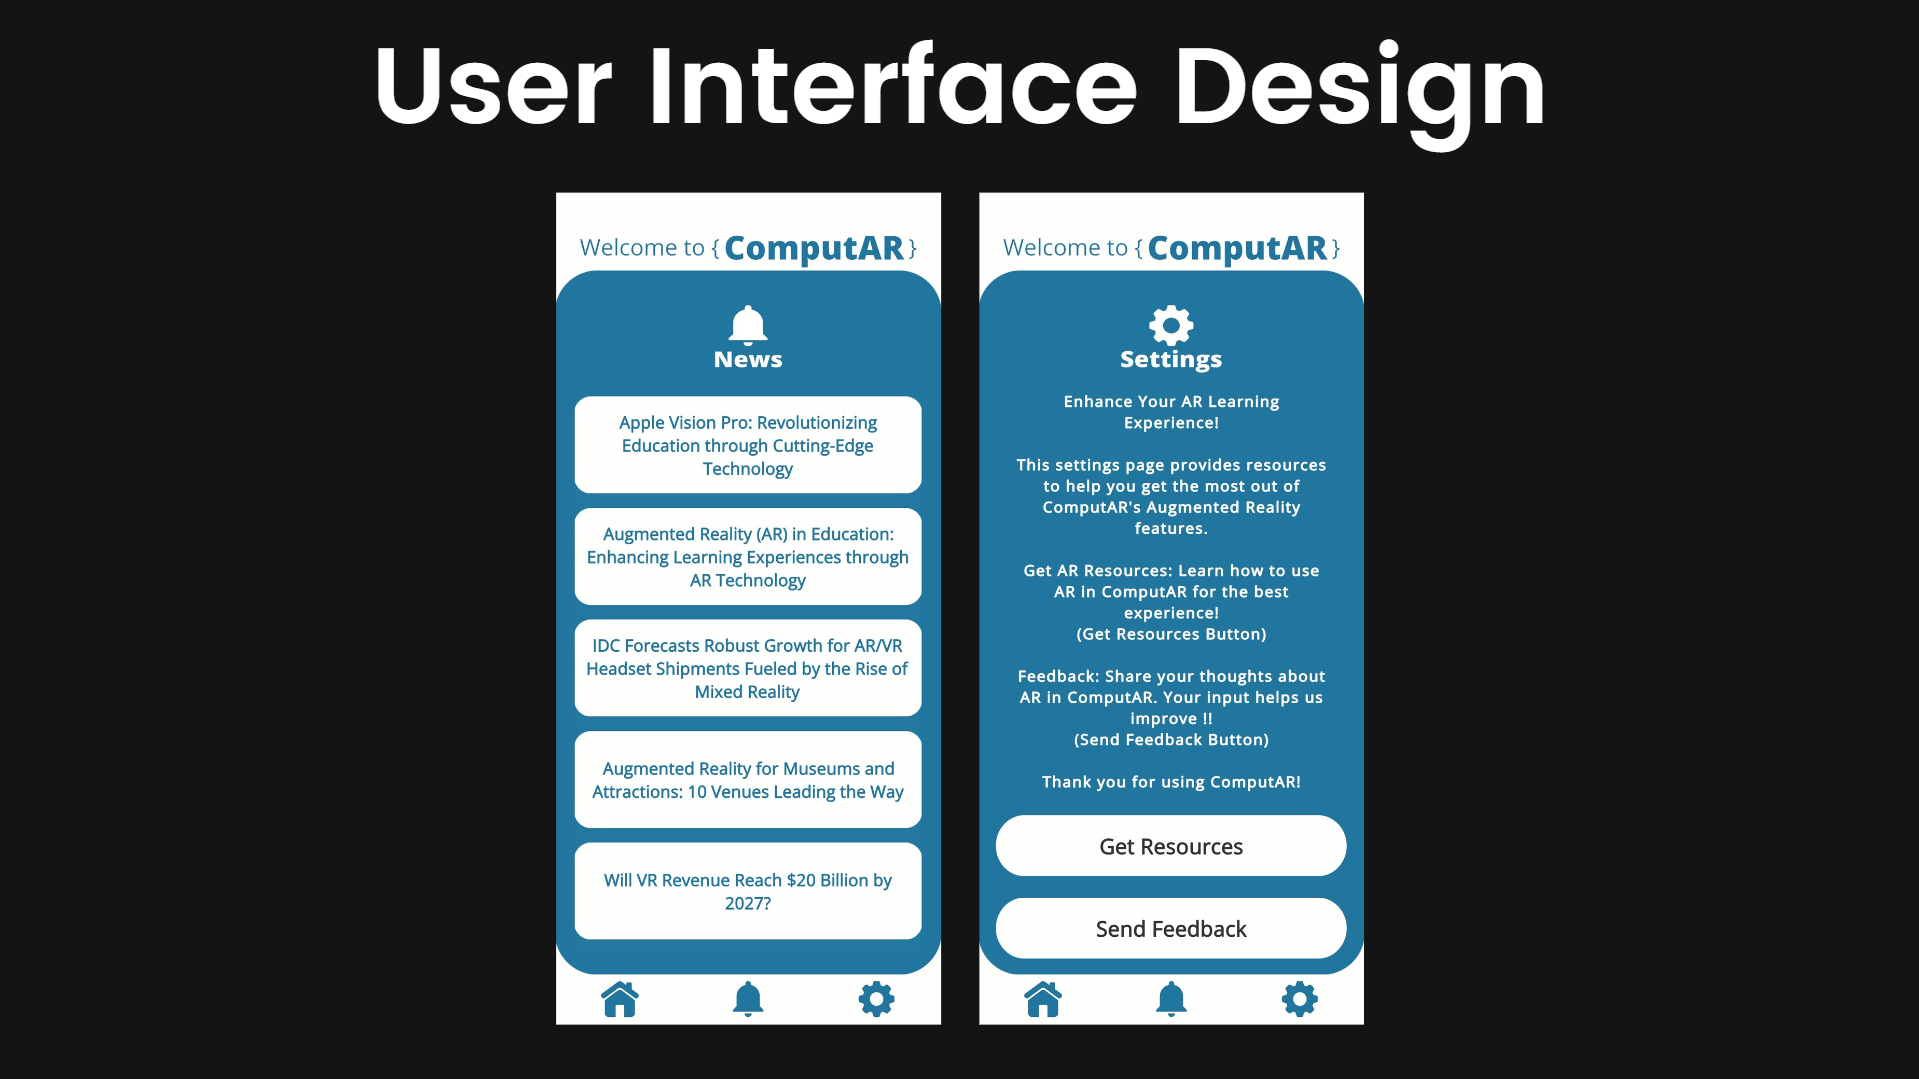 User Interface Design
Welcome to { ComputAR }
News
Apple Vision Pro: Revolutionizing
Education through Cutting-Edge
Technology
Augmented Reality (AR) in Education:
Enhancing Learning Experiences through
AR Technology
IDC Forecasts Robust Growth for AR/VR
Headset Shipments Fueled by the Rise of
Mixed Reality
Augmented Reality for Museums and
Attractions: 10 Venues Leading the Way
Will VR Revenue Reach $20 Billion by
2027?
Welcome to { ComputAR }
Settings
Enhance Your AR Learning
Experience!
This settings page provides resources
to help you get the most out of
ComputAR's Augmented Reality
features.
Get AR Resources: Learn how to use
AR in ComputAR for the best
experience!
(Get Resources Button)
Feedback: Share your thoughts about
AR in ComputAR. Your input helps us
improve !!
(Send Feedback Button)
Thank you for using ComputAR!
Get Resources
Send Feedback